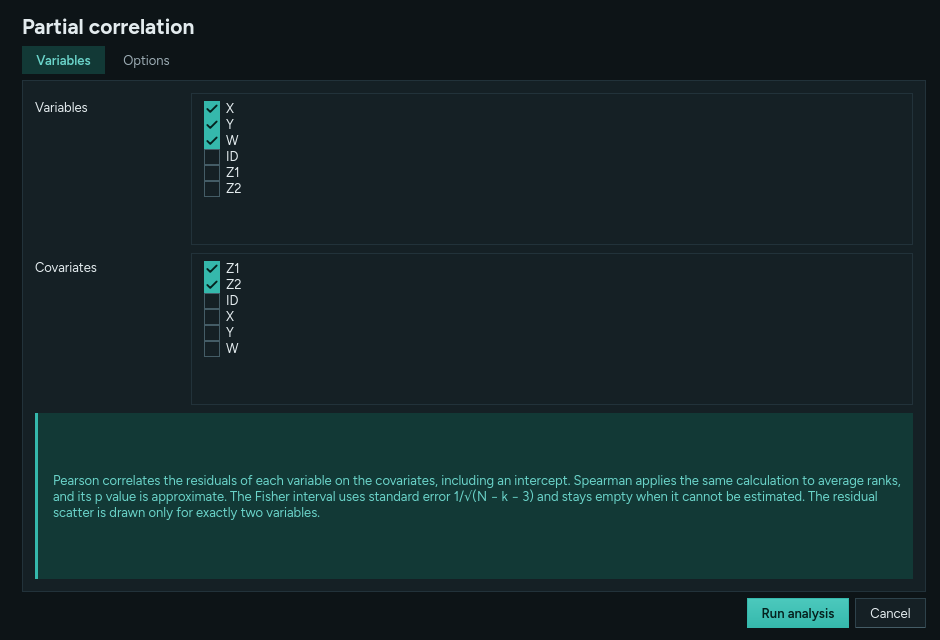 Partial correlation
Variables
Options
Variables
X
Y
W
ID
Z1
Z2
Covariates
Z1
Z2
ID
X
Y
W
Pearson correlates the residuals of each variable on the covariates, including an intercept. Spearman applies the same calculation to average ranks,
and its p value is approximate. The Fisher interval uses standard error 1/√(N − k − 3) and stays empty when it cannot be estimated. The residual
scatter is drawn only for exactly two variables.
Run analysis
Cancel